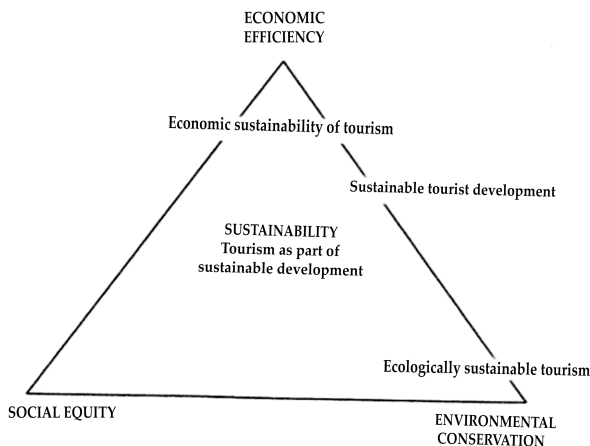 ECONOMIC
EFFICIENCY
Economic sustainability of tourism
Sustainable tourist development
SUSTAINABILITY
Tourism as part of
sustainable development
Ecologically sustainable tourism
SOCIAL EQUITY
ENVIRONMENTAL
CONSERVATION